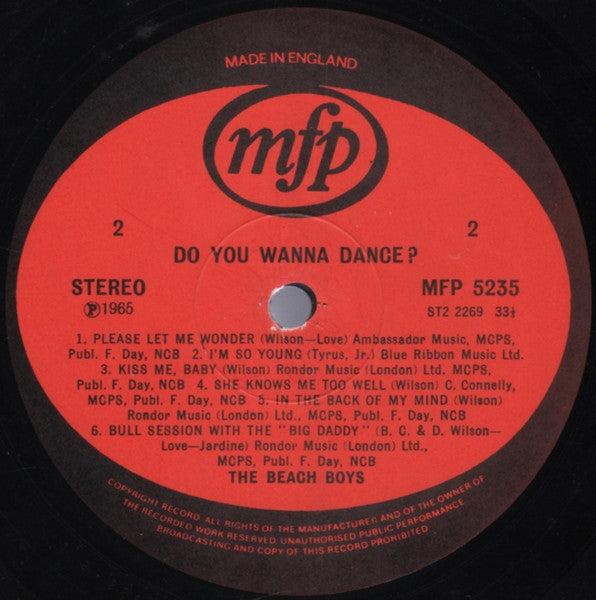 MADE IN ENGLAND
mfp
2 2
DO YOU WANNA DANCE?
STEREO MFP 5235
Ⓟ1965 ST2 2269 33⅓
1. PLEASE LET ME WONDER (Wilson—Love) Ambassador Music, MCPS,
Publ. F. Day, NCB 2. I'M SO YOUNG (Tyrus, Jr.) Blue Ribbon Music Ltd.
3. KISS ME, BABY (Wilson) Rondor Music (London) Ltd., MCPS,
Publ. F. Day, NCB 4. SHE KNOWS ME TOO WELL (Wilson) C. Connelly,
MCPS, Publ. F. Day, NCB 5. IN THE BACK OF MY MIND (Wilson)
Rondor Music (London) Ltd., MCPS, Publ. F. Day, NCB
6. BULL SESSION WITH THE "BIG DADDY" (B. C. & D. Wilson—
Love—Jardine) Rondor Music (London) Ltd.,
MCPS, Publ. F. Day, NCB
THE BEACH BOYS
COPYRIGHT RECORD. ALL RIGHTS OF THE MANUFACTURER AND OF THE OWNER OF
THE RECORDED WORK RESERVED. UNAUTHORISED PUBLIC PERFORMANCE
BROADCASTING AND COPY OF THIS RECORD PROHIBITED